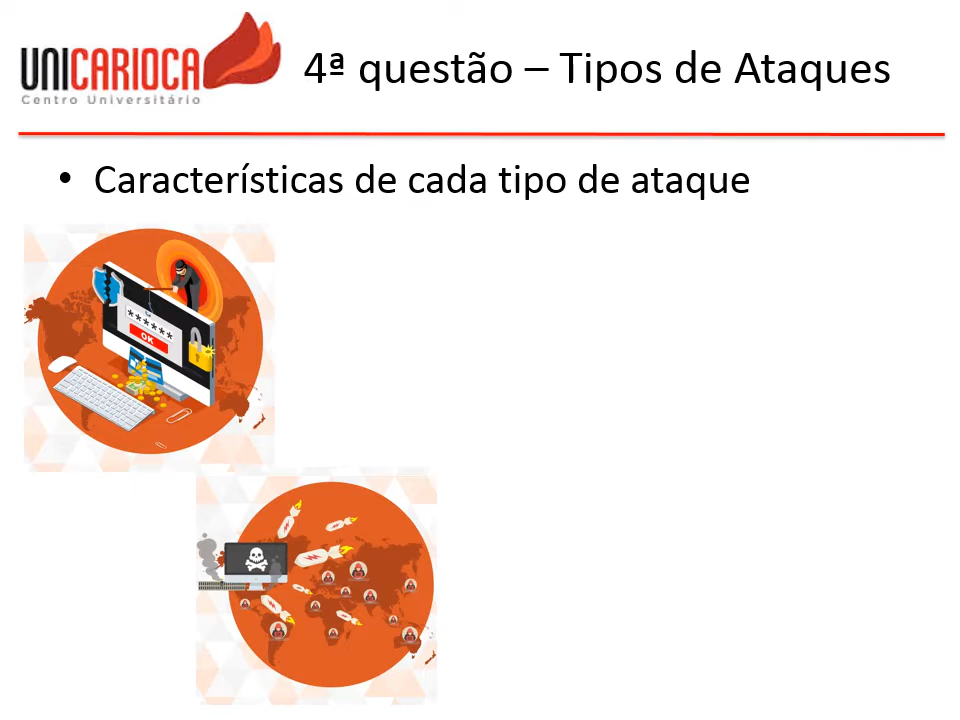 UNICARIOCA
Centro Universitário
4ª questão – Tipos de Ataques
• Características de cada tipo de ataque
******
OK